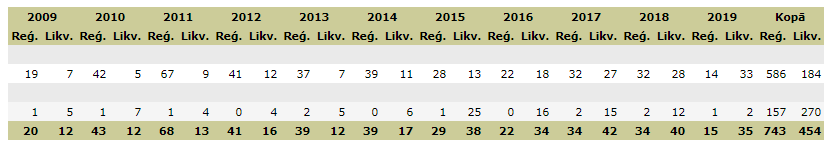 2009 2010 2011 2012 2013 2014 2015 2016 2017 2018 2019 Kopā
Reģ. Likv. Reģ. Likv. Reģ. Likv. Reģ. Likv. Reģ. Likv. Reģ. Likv. Reģ. Likv. Reģ. Likv. Reģ. Likv. Reģ. Likv. Reģ. Likv. Reģ. Likv.
19 7 42 5 67 9 41 12 37 7 39 11 28 13 22 18 32 27 32 28 14 33 586 184
1 5 1 7 1 4 0 4 2 5 0 6 1 25 0 16 2 15 2 12 1 2 157 270
20 12 43 12 68 13 41 16 39 12 39 17 29 38 22 34 34 42 34 40 15 35 743 454